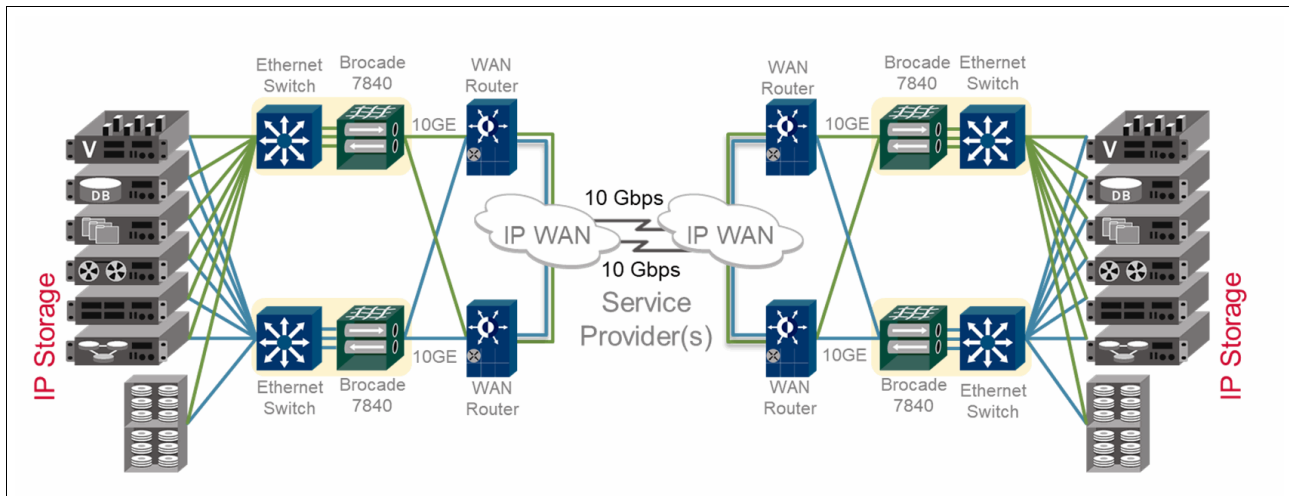 Ethernet
Switch
Brocade
7840
WAN
Router
10GE
V
DB
IP Storage
Ethernet
Switch
Brocade
7840
10GE
WAN
Router
IP WAN
10 Gbps
10 Gbps
IP WAN
Service
Provider(s)
WAN
Router
10GE
Brocade
7840
Ethernet
Switch
V
DB
IP Storage
WAN
Router
10GE
Brocade
7840
Ethernet
Switch